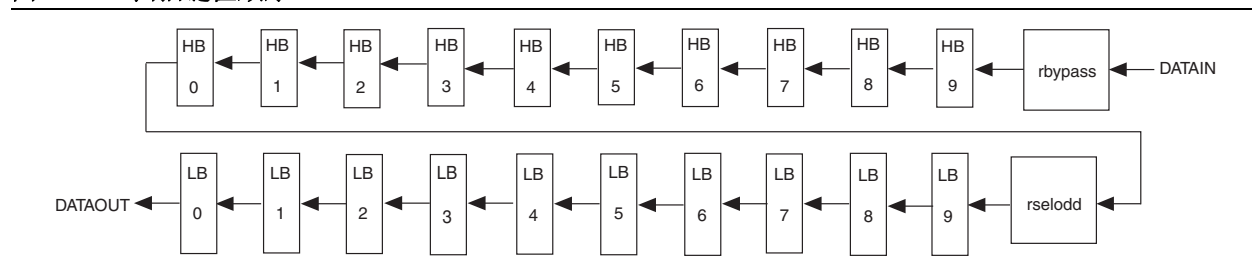 HB 0 HB 1 HB 2 HB 3 HB 4 HB 5 HB 6 HB 7 HB 8 HB 9 rbypass DATAIN
DATAOUT LB 0 LB 1 LB 2 LB 3 LB 4 LB 5 LB 6 LB 7 LB 8 LB 9 rselodd